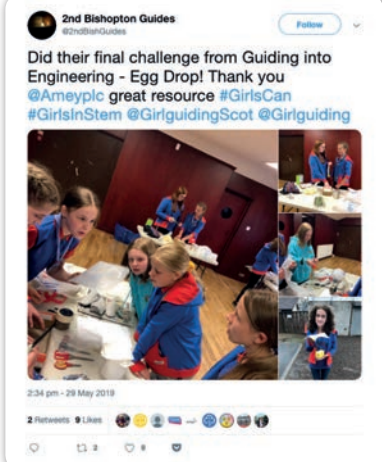 2nd Bishopton Guides
@2ndBishGuides
Follow
Did their final challenge from Guiding into
Engineering - Egg Drop! Thank you
@Ameyplc great resource #GirlsCan
#GirlsInStem @GirlguidingScot @Girlguiding
2:34 pm - 29 May 2019
2 Retweets 9 Likes
2 8